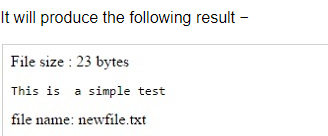 It will produce the following result −
File size : 23 bytes
This is  a simple test
file name: newfile.txt